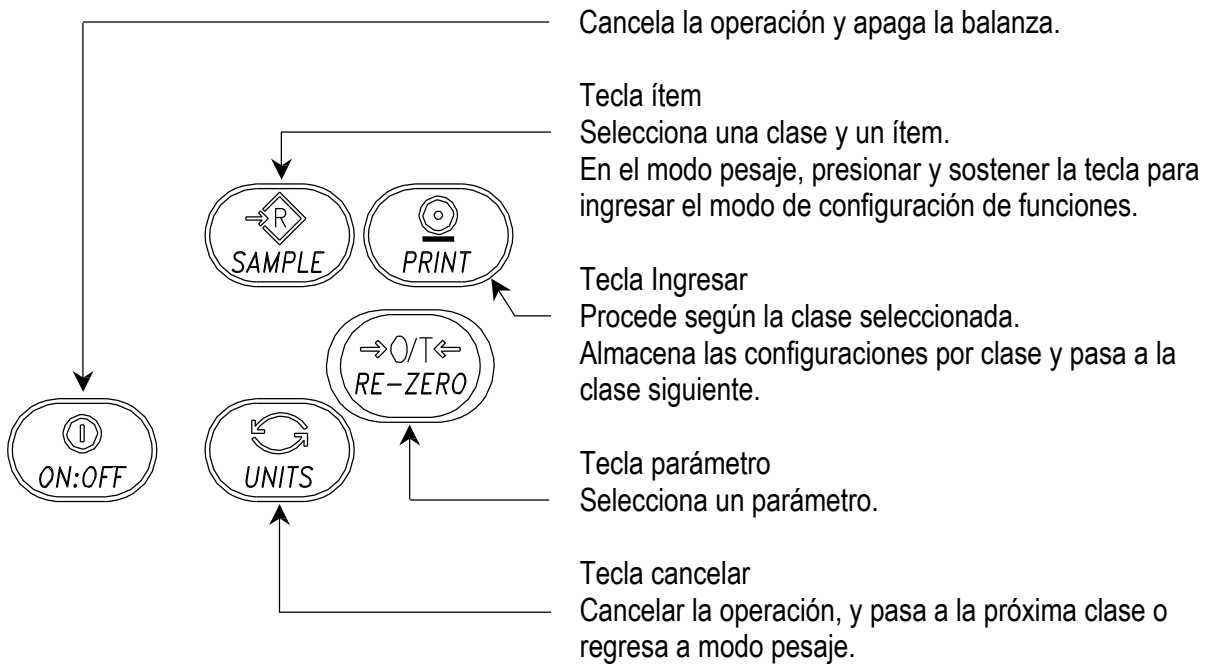 Cancela la operación y apaga la balanza.
Tecla ítem
Selecciona una clase y un ítem.
En el modo pesaje, presionar y sostener la tecla para
ingresar el modo de configuración de funciones.
R
SAMPLE
PRINT
Tecla Ingresar
Procede según la clase seleccionada.
Almacena las configuraciones por clase y pasa a la
clase siguiente.
→0/T←
RE-ZERO
ON:OFF
UNITS
Tecla parámetro
Selecciona un parámetro.
Tecla cancelar
Cancelar la operación, y pasa a la próxima clase o
regresa a modo pesaje.